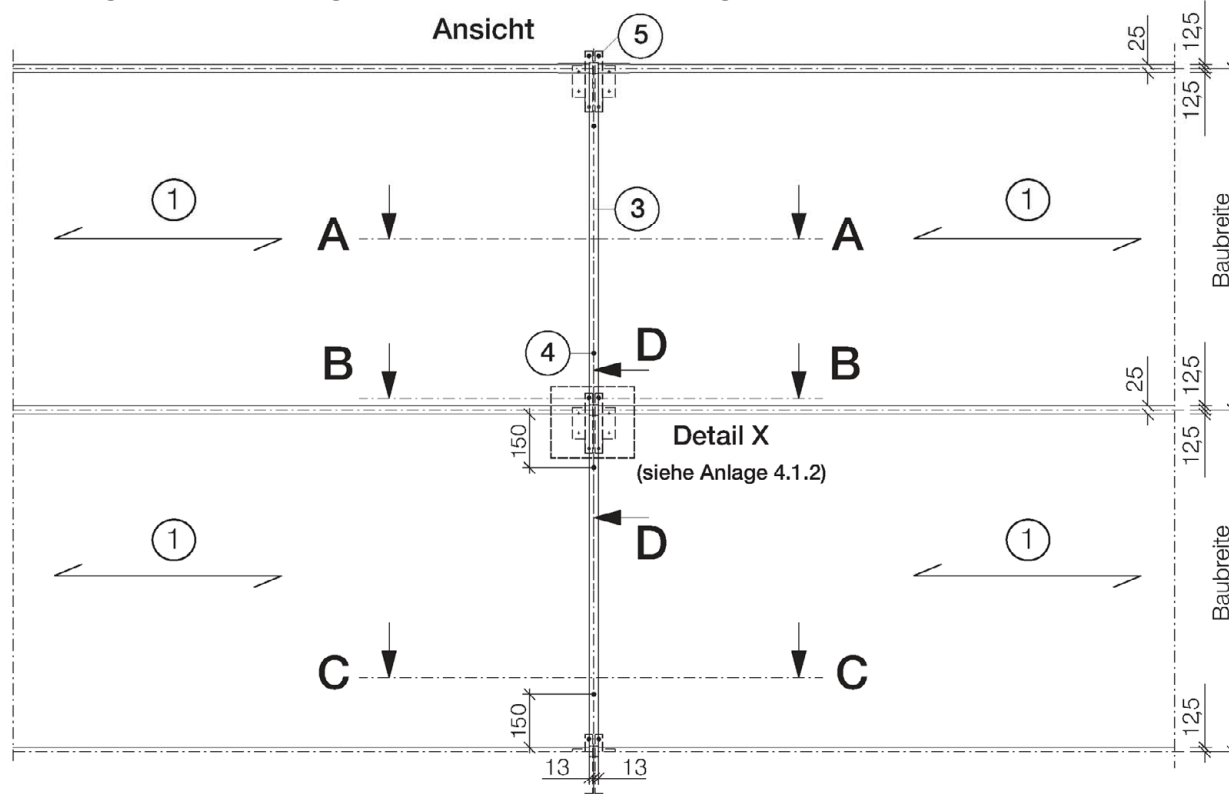 Ansicht
5
25
12,5
12,5
1
1
3
A
A
Baubreite
4
D
B
B
25
12,5
12,5
150
Detail X
(siehe Anlage 4.1.2)
D
1
1
Baubreite
C
C
150
12,5
13
13